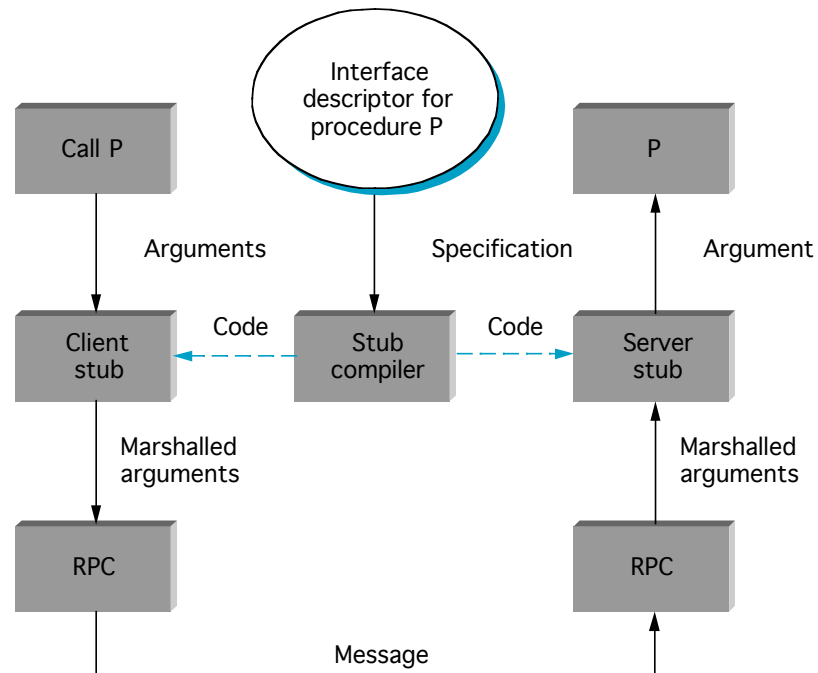 Interface
descriptor for
procedure P
Call P
P
Arguments
Specification
Argument
Code
Code
Client
stub
Stub
compiler
Server
stub
Marshalled
arguments
Marshalled
arguments
RPC
RPC
Message